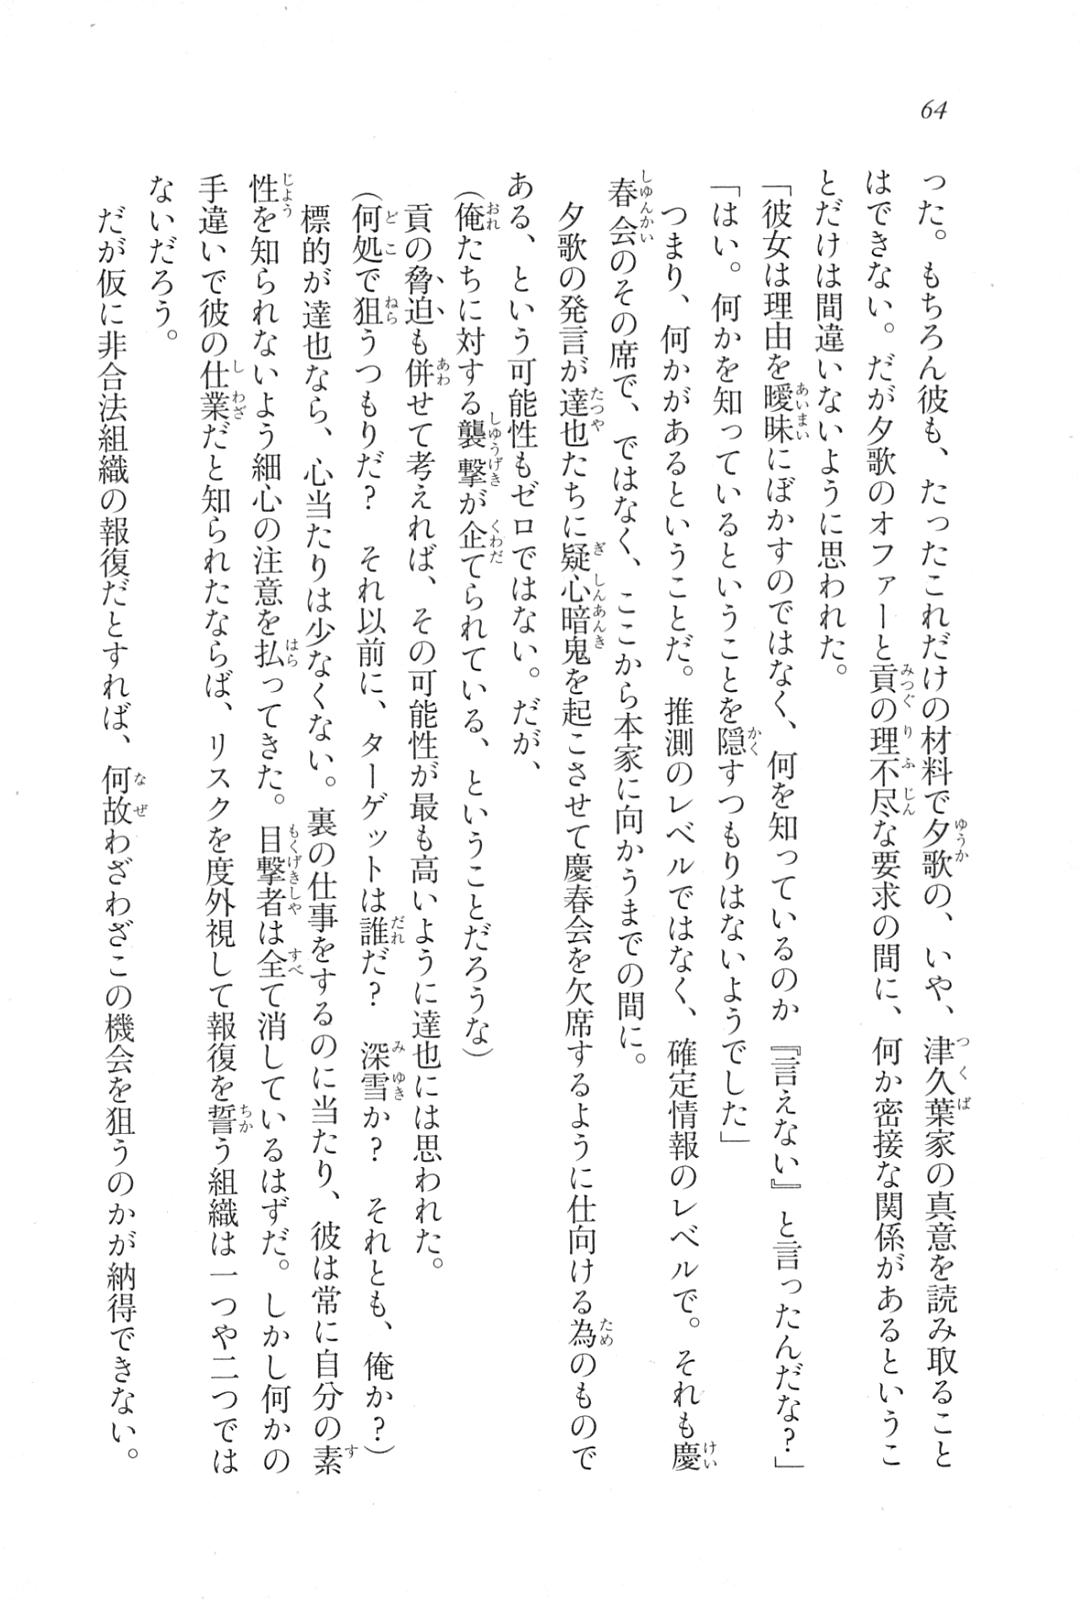 64
った。もちろん彼も、たったこれだけの材料で夕歌の、いや、津久葉家の真意を読み取ること
はできない。だが夕歌のオファーと貢の理不尽な要求の間に、何か密接な関係があるというこ
とだけは間違いないように思われた。
「彼女は理由を曖昧にぼかすのではなく、何を知っているのか『言えない』と言ったんだな？」
「はい。何かを知っているということを隠すつもりはないようでした」
つまり、何かがあるということだ。推測のレベルではなく、確定情報のレベルで。それも慶
春会のその席で、ではなく、ここから本家に向かうまでの間に。
夕歌の発言が達也たちに疑心暗鬼を起こさせて慶春会を欠席するように仕向ける為のもので
ある、という可能性もゼロではない。だが、
（俺たちに対する襲撃が企てられている、ということだろうな）
貢の脅迫も併せて考えれば、その可能性が最も高いように達也には思われた。
（何処で狙うつもりだ？　それ以前に、ターゲットは誰だ？　深雪か？　それとも、俺か？）
標的が達也なら、心当たりは少なくない。裏の仕事をするのに当たり、彼は常に自分の素
性を知られないよう細心の注意を払ってきた。目撃者は全て消しているはずだ。しかし何かの
手違いで彼の仕業だと知られたならば、リスクを度外視して報復を誓う組織は一つや二つでは
ないだろう。
だが仮に非合法組織の報復だとすれば、何故わざわざこの機会を狙うのかが納得できない。